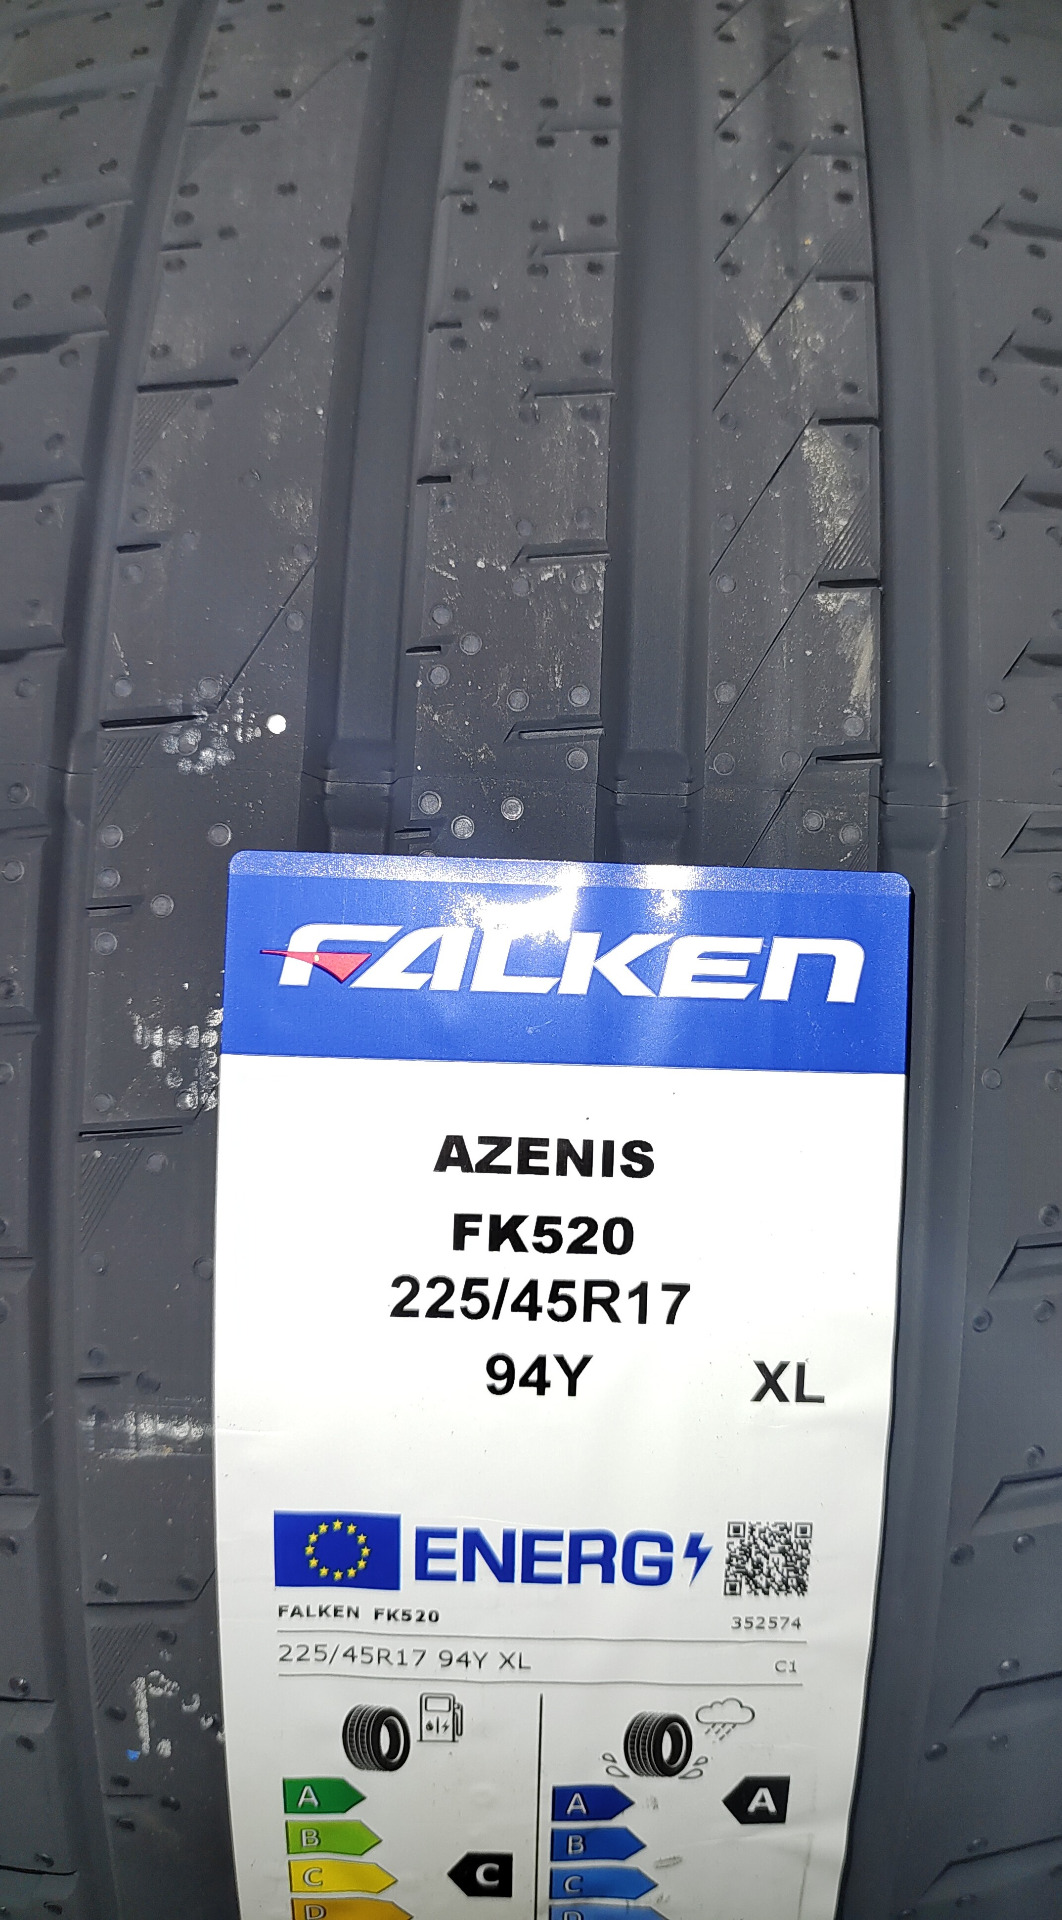 FALKEN
AZENIS
FK520
225/45R17
94Y XL
ENERG
FALKEN FK520 352574
225/45R17 94Y XL C1
A A A
B B
C C C
D D